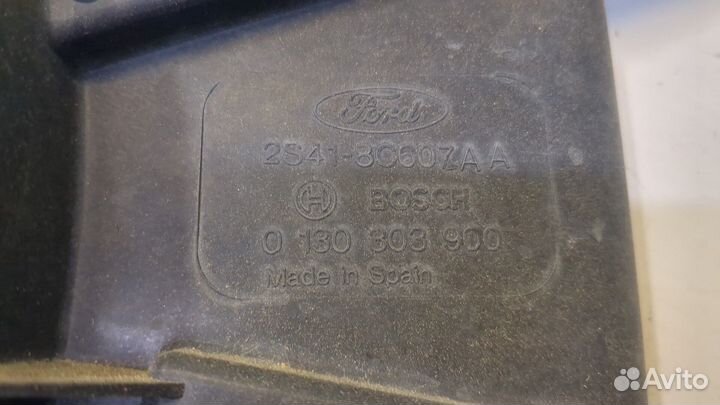 Ford
2S41-8C607AA
BOSCH
0 130 303 900
Made in Spain
Avito